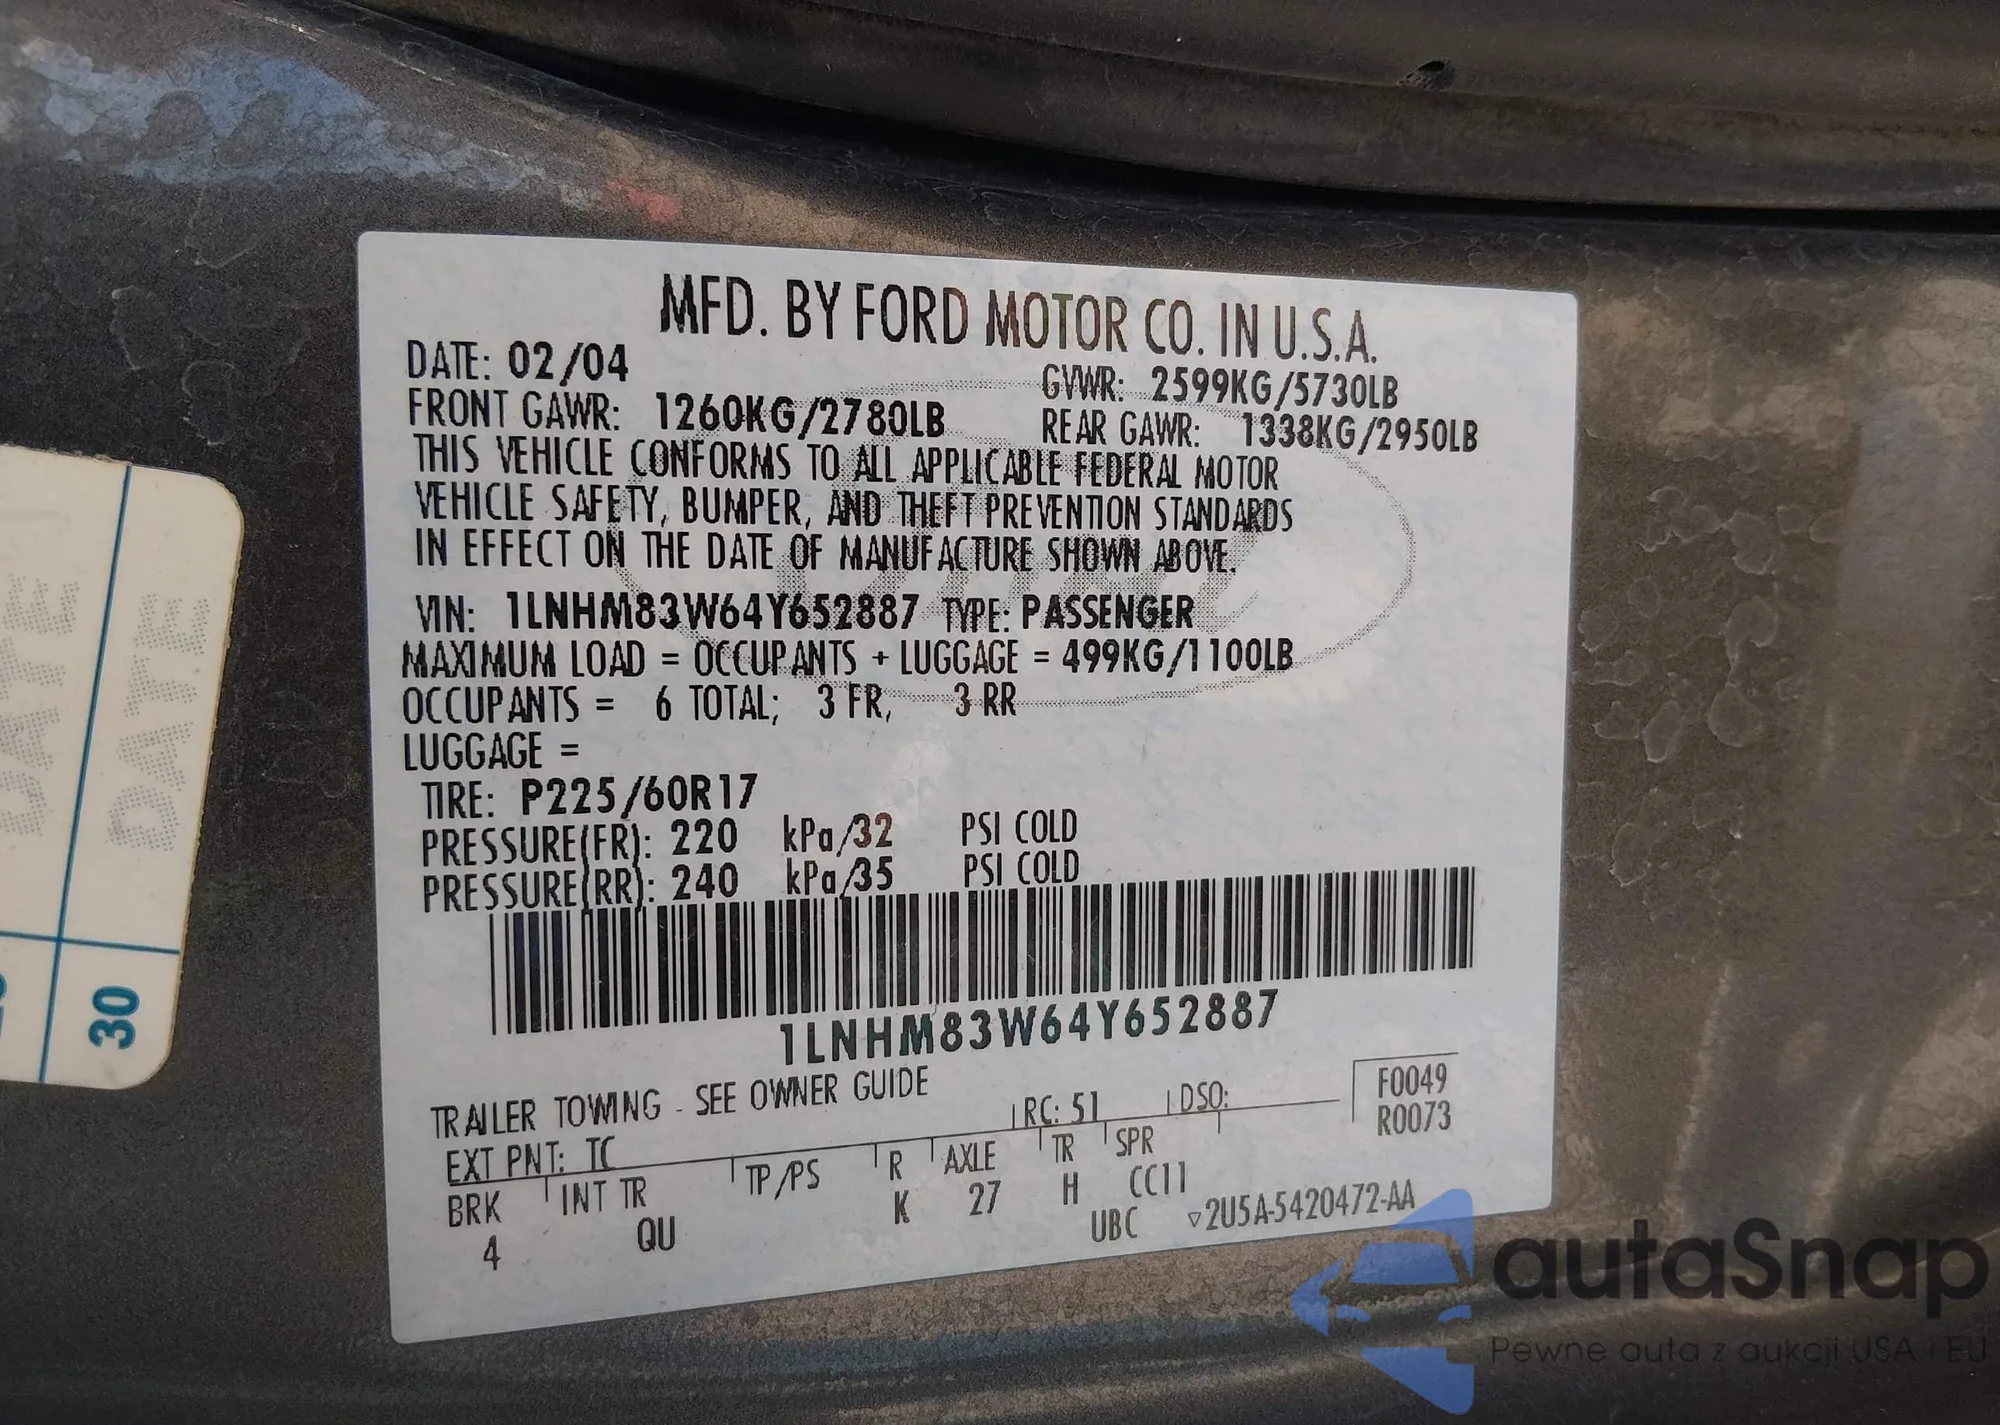 MFD. BY FORD MOTOR CO. IN U.S.A.
DATE: 02/04 GVWR: 2599KG/5730LB
FRONT GAWR: 1260KG/2780LB REAR GAWR: 1338KG/2950LB
THIS VEHICLE CONFORMS TO ALL APPLICABLE FEDERAL MOTOR
VEHICLE SAFETY, BUMPER, AND THEFT PREVENTION STANDARDS
IN EFFECT ON THE DATE OF MANUFACTURE SHOWN ABOVE.
VIN: 1LNHM83W64Y652887 TYPE: PASSENGER
MAXIMUM LOAD = OCCUPANTS + LUGGAGE = 499KG/1100LB
OCCUPANTS = 6 TOTAL; 3 FR, 3 RR
LUGGAGE =
TIRE: P225/60R17
PRESSURE(FR): 220 kPa/32 PSI COLD
PRESSURE(RR): 240 kPa/35 PSI COLD
1LNHM83W64Y652887
TRAILER TOWING - SEE OWNER GUIDE
RC: 51 DSO: F0049
R0073
EXT PNT: TC
BRK INT TR TP/PS R AXLE TR SPR
4 QU K 27 H CC11
UBC ▽2U5A-5420472-AA
DATE
DATE
30
autaSnap
Pewne auta z aukcji USA i EU